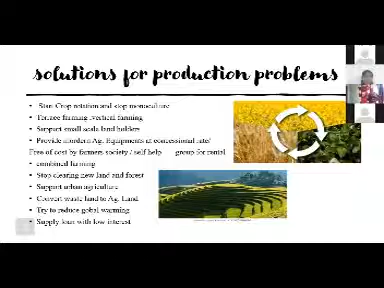 solutions for production problems
• Start Crop rotation and stop monoculture
• Terrace farming ,vertical farming
• Support small scale land holders
• Provide mordern Ag. Equipments at concessional rate/
Free of cost by farmers society / self help group for rental
• combined farming
• Stop clearing new land and forest
• Support urban agriculture
• Convert waste land to Ag. Land
• Try to reduce gobal warming
• Supply loan with low interest